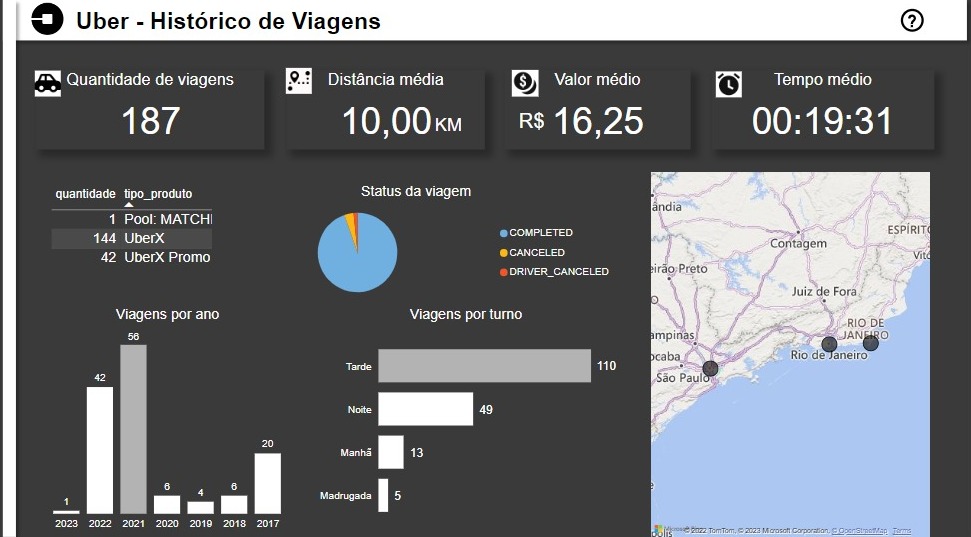 Uber - Histórico de Viagens
Quantidade de viagens
187
Distância média
10,00 KM
Valor médio
R$ 16,25
Tempo médio
00:19:31
quantidade tipo_produto
1 Pool: MATCH
144 UberX
42 UberX Promo
Status da viagem
COMPLETED
CANCELED
DRIVER_CANCELED
Viagens por ano
56
42
20
6
4
6
1
2023 2022 2021 2020 2019 2018 2017
Viagens por turno
Tarde 110
Noite 49
Manhã 13
Madrugada 5
ândia
Contagem
ESPÍRIT
Vitó
eirão Preto
Juiz de Fora
RIO DE
JANEIRO
ampinas
Rio de Janeiro
ocaba
São Paulo
© 2022 TomTom, © 2023 Microsoft Corporation, © OpenStreetMap Terms